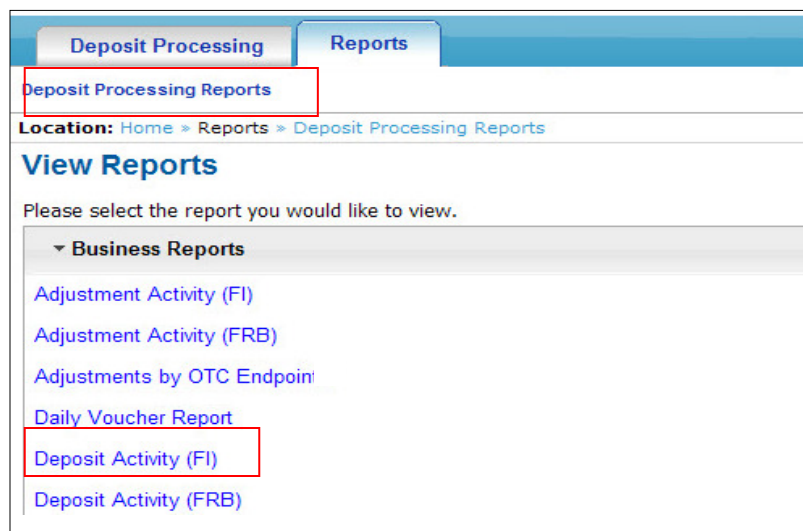 Deposit Processing Reports
Deposit Processing Reports
Location: Home » Reports » Deposit Processing Reports
View Reports
Please select the report you would like to view.
Business Reports
Adjustment Activity (FI)
Adjustment Activity (FRB)
Adjustments by OTC Endpoint
Daily Voucher Report
Deposit Activity (FI)
Deposit Activity (FRB)